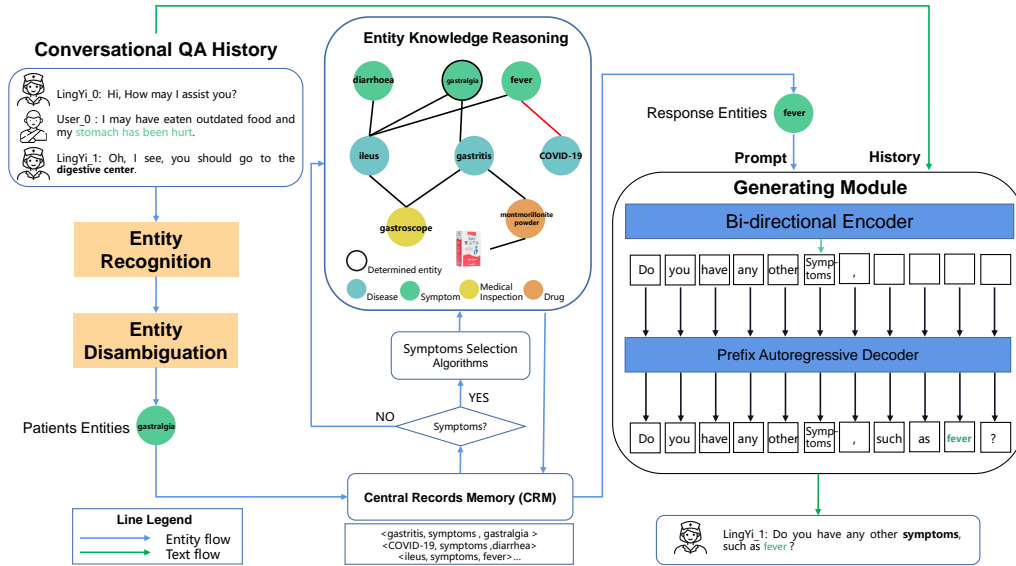 Conversational QA History
LingYi_0: Hi, How may I assist you?
User_0 : I may have eaten outdated food and
my stomach has been hurt.
LingYi_1: Oh, I see, you should go to the
digestive center.
Entity
Recognition
Entity
Disambiguation
Patients Entities
gastralgia
Line Legend
Entity flow
Text flow
Entity Knowledge Reasoning
diarrhoea
gastralgia
fever
ileus
gastritis
COVID-19
gastroscope
montmorillonite
powder
Determined entity
Disease
Symptom
Medical
Inspection
Drug
Symptoms Selection
Algorithms
YES
NO
Symptoms?
Central Records Memory (CRM)
<gastritis, symptoms , gastralgia >
<COVID-19, symptoms ,diarrhea>
<ileus, symptoms, fever>...
Response Entities
fever
Prompt
History
Generating Module
Bi-directional Encoder
Do you have any other Symp-
toms ,
Prefix Autoregressive Decoder
Do you have any other Symp-
toms , such as fever ?
LingYi_1: Do you have any other symptoms,
such as fever ?